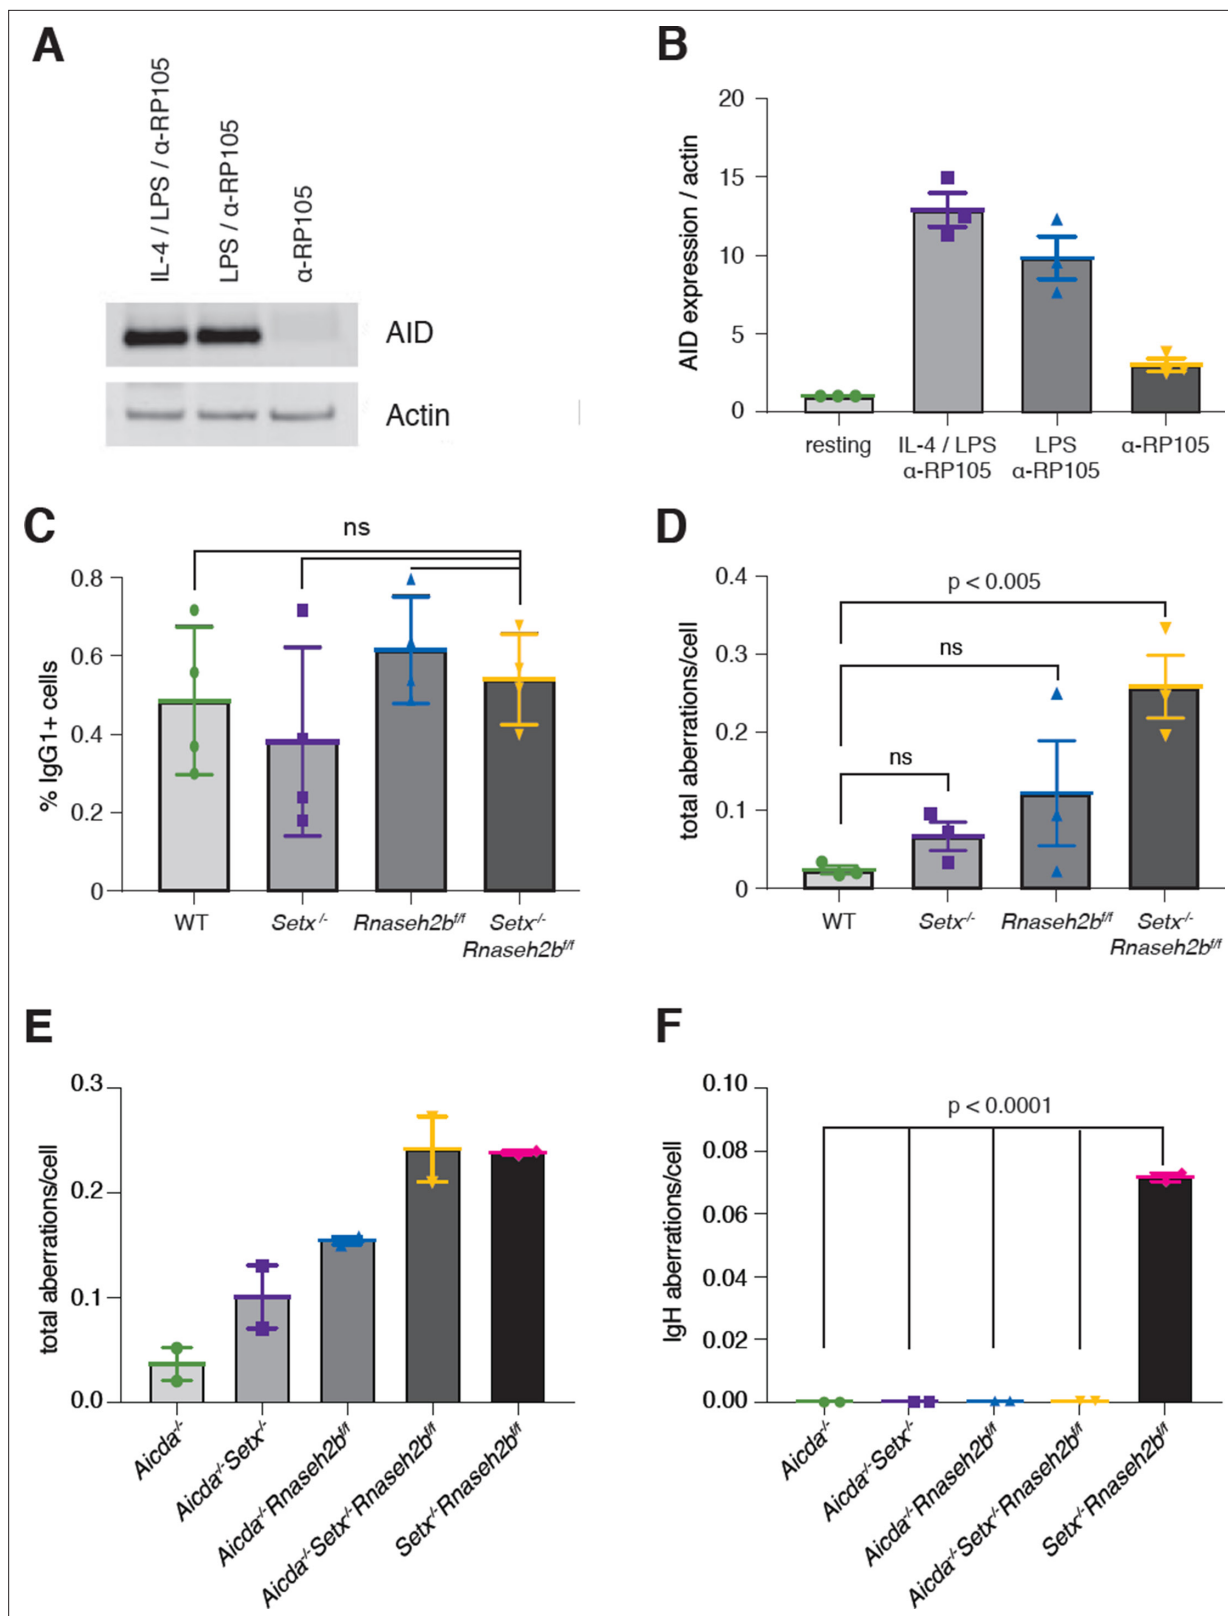 A
IL-4 / LPS / α-RP105
LPS / α-RP105
α-RP105
AID
Actin
B
AID expression / actin
20
15
10
5
0
resting
IL-4 / LPS
α-RP105
LPS
α-RP105
α-RP105
C
ns
% IgG1+ cells
0.8
0.6
0.4
0.2
0
WT
Setx-/-
Rnaseh2bf/f
Setx-/-
Rnaseh2bf/f
D
p < 0.005
ns
ns
total aberrations/cell
0.4
0.3
0.2
0.1
0
WT
Setx-/-
Rnaseh2bf/f
Setx-/-
Rnaseh2bf/f
E
total aberrations/cell
0.3
0.2
0.1
0.0
Aicda-/-
Aicda-/-Setx-/-
Aicda-/-Rnaseh2bf/f
Aicda-/-Setx-/-Rnaseh2bf/f
Setx-/-Rnaseh2bf/f
F
p < 0.0001
IgH aberrations/cell
0.10
0.08
0.06
0.04
0.02
0.00
Aicda-/-
Aicda-/-Setx-/-
Aicda-/-Rnaseh2bf/f
Aicda-/-Setx-/-Rnaseh2bf/f
Setx-/-Rnaseh2bf/f